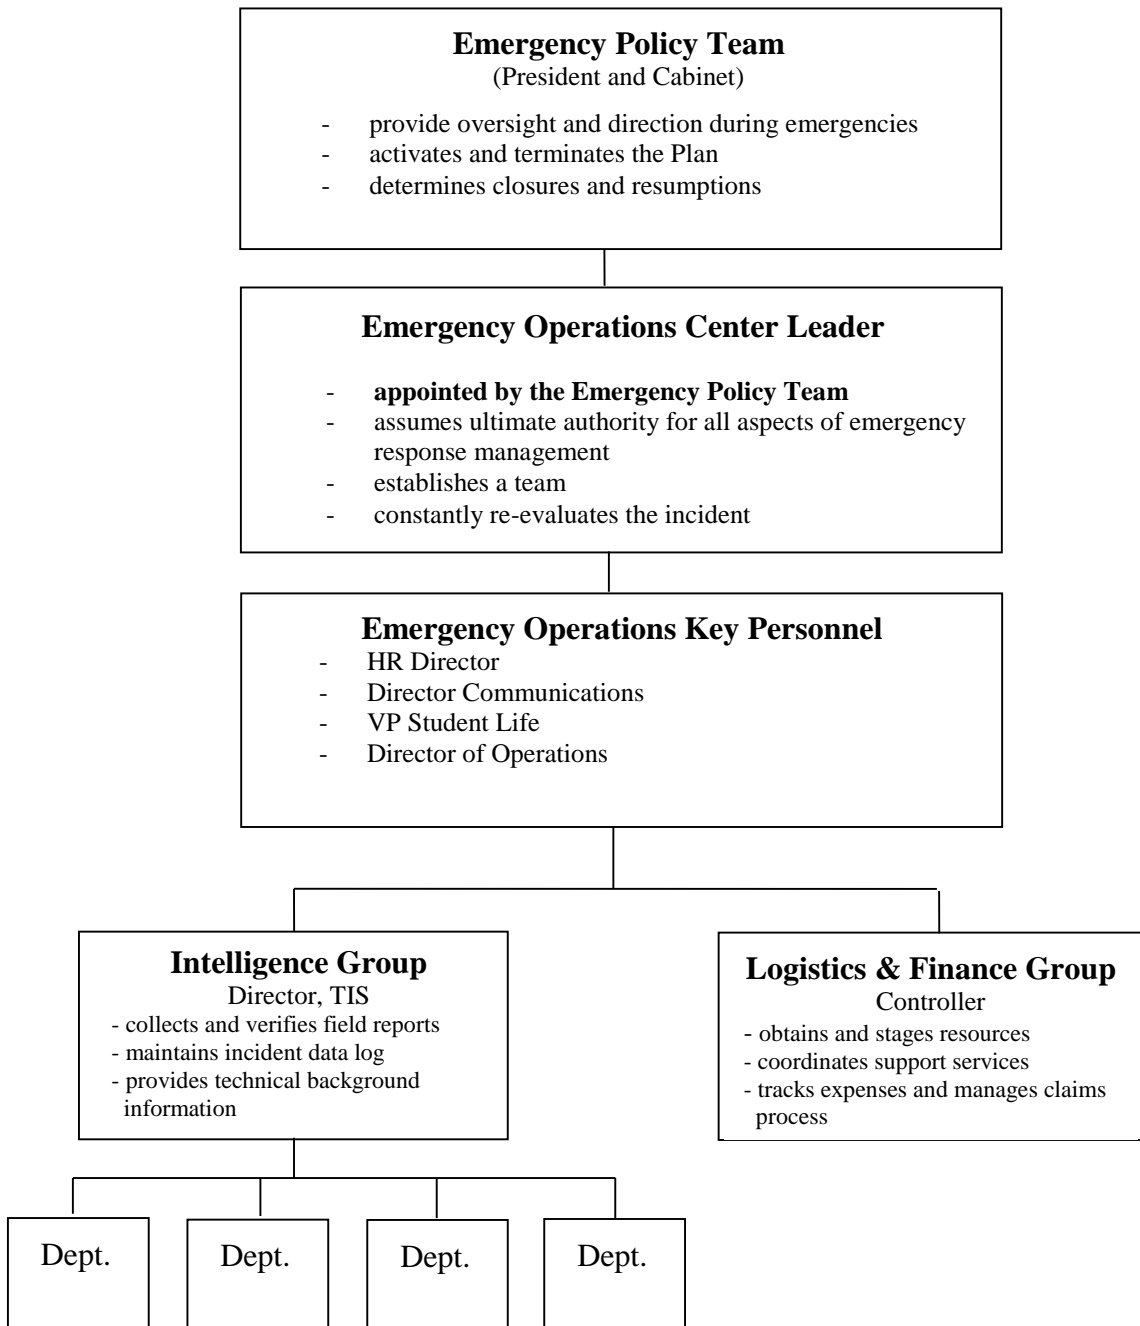 Emergency Policy Team
(President and Cabinet)
- provide oversight and direction during emergencies
- activates and terminates the Plan
- determines closures and resumptions
Emergency Operations Center Leader
- appointed by the Emergency Policy Team
- assumes ultimate authority for all aspects of emergency
response management
- establishes a team
- constantly re-evaluates the incident
Emergency Operations Key Personnel
- HR Director
- Director Communications
- VP Student Life
- Director of Operations
Intelligence Group
Director, TIS
- collects and verifies field reports
- maintains incident data log
- provides technical background
information
Logistics & Finance Group
Controller
- obtains and stages resources
- coordinates support services
- tracks expenses and manages claims
process
Dept.
Dept.
Dept.
Dept.